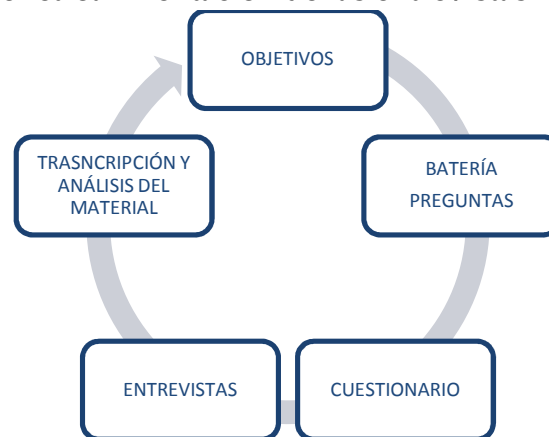 OBJETIVOS
BATERÍA
PREGUNTAS
CUESTIONARIO
ENTREVISTAS
TRASNCRIPCIÓN Y
ANÁLISIS DEL
MATERIAL